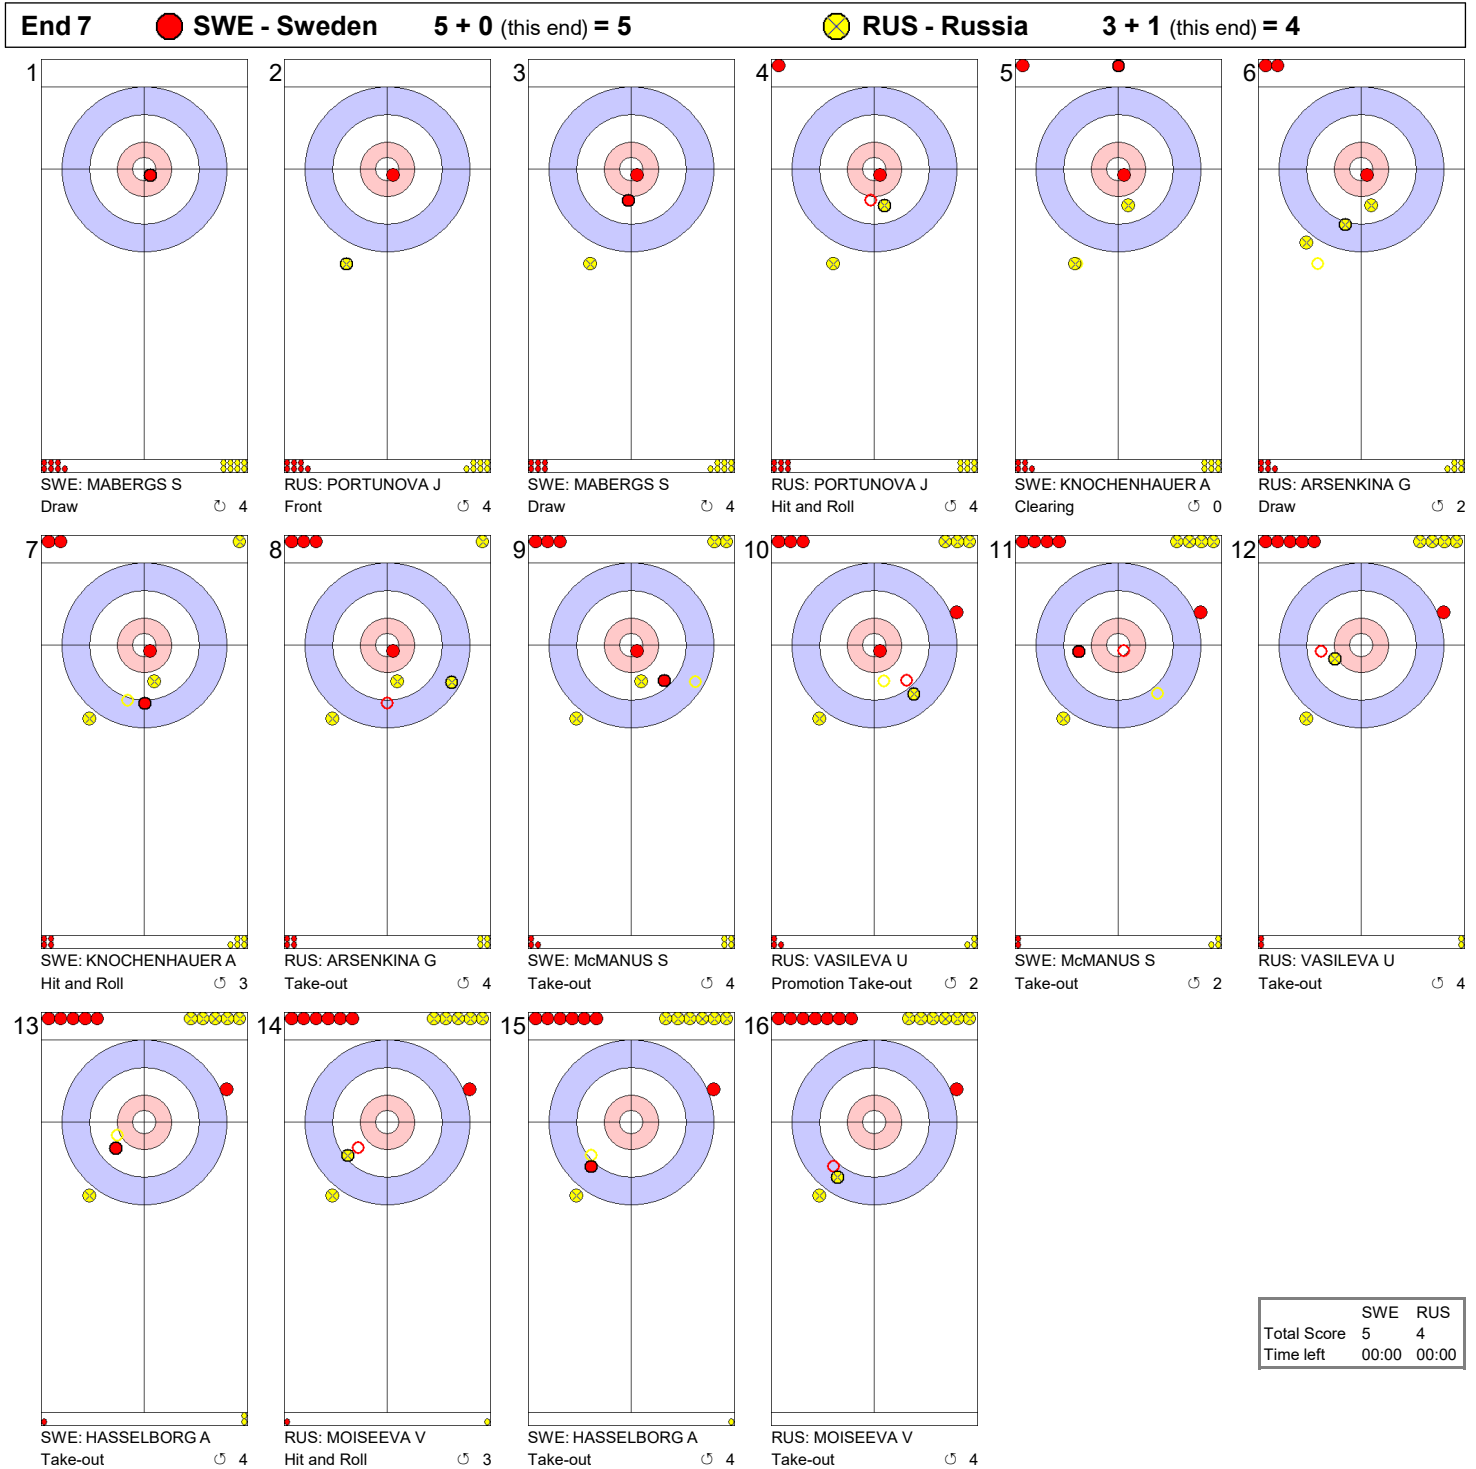 End 7 SWE - Sweden 5 + 0 (this end) = 5 RUS - Russia 3 + 1 (this end) = 4
1 2 3 4 5 6
SWE: MABERGS S RUS: PORTUNOVA J SWE: MABERGS S RUS: PORTUNOVA J SWE: KNOCHENHAUER A RUS: ARSENKINA G
Draw ↻ 4 Front ↺ 4 Draw ↻ 4 Hit and Roll ↺ 4 Clearing ↺ 0 Draw ↺ 2
7 8 9 10 11 12
SWE: KNOCHENHAUER A RUS: ARSENKINA G SWE: McMANUS S RUS: VASILEVA U SWE: McMANUS S RUS: VASILEVA U
Hit and Roll ↺ 3 Take-out ↺ 4 Take-out ↺ 4 Promotion Take-out ↺ 2 Take-out ↺ 2 Take-out ↺ 4
13 14 15 16
SWE RUS
Total Score 5 4
Time left 00:00 00:00
SWE: HASSELBORG A RUS: MOISEEVA V SWE: HASSELBORG A RUS: MOISEEVA V
Take-out ↺ 4 Hit and Roll ↺ 3 Take-out ↺ 4 Take-out ↺ 4